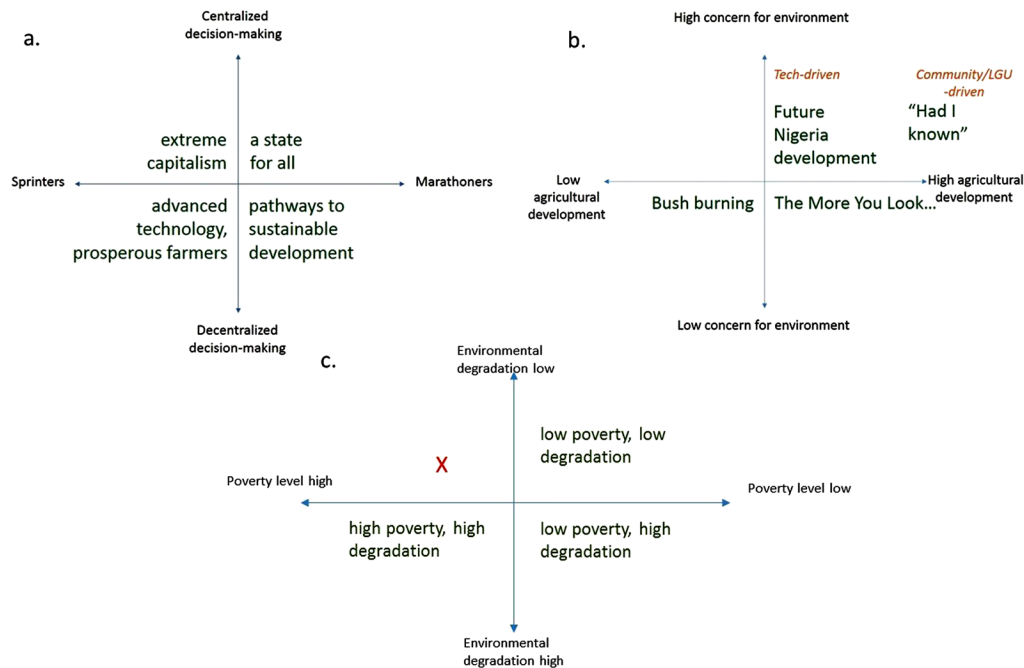 a.
Centralized
decision-making
extreme
capitalism
a state
for all
Sprinters
Marathoners
advanced
technology,
prosperous farmers
pathways to
sustainable
development
Decentralized
decision-making
b.
High concern for environment
Tech-driven
Community/LGU
-driven
Future
Nigeria
development
"Had I
known"
Low
agricultural
development
High agricultural
development
Bush burning
The More You Look...
Low concern for environment
c.
Environmental
degradation low
low poverty, low
degradation
X
Poverty level high
Poverty level low
high poverty, high
degradation
low poverty, high
degradation
Environmental
degradation high